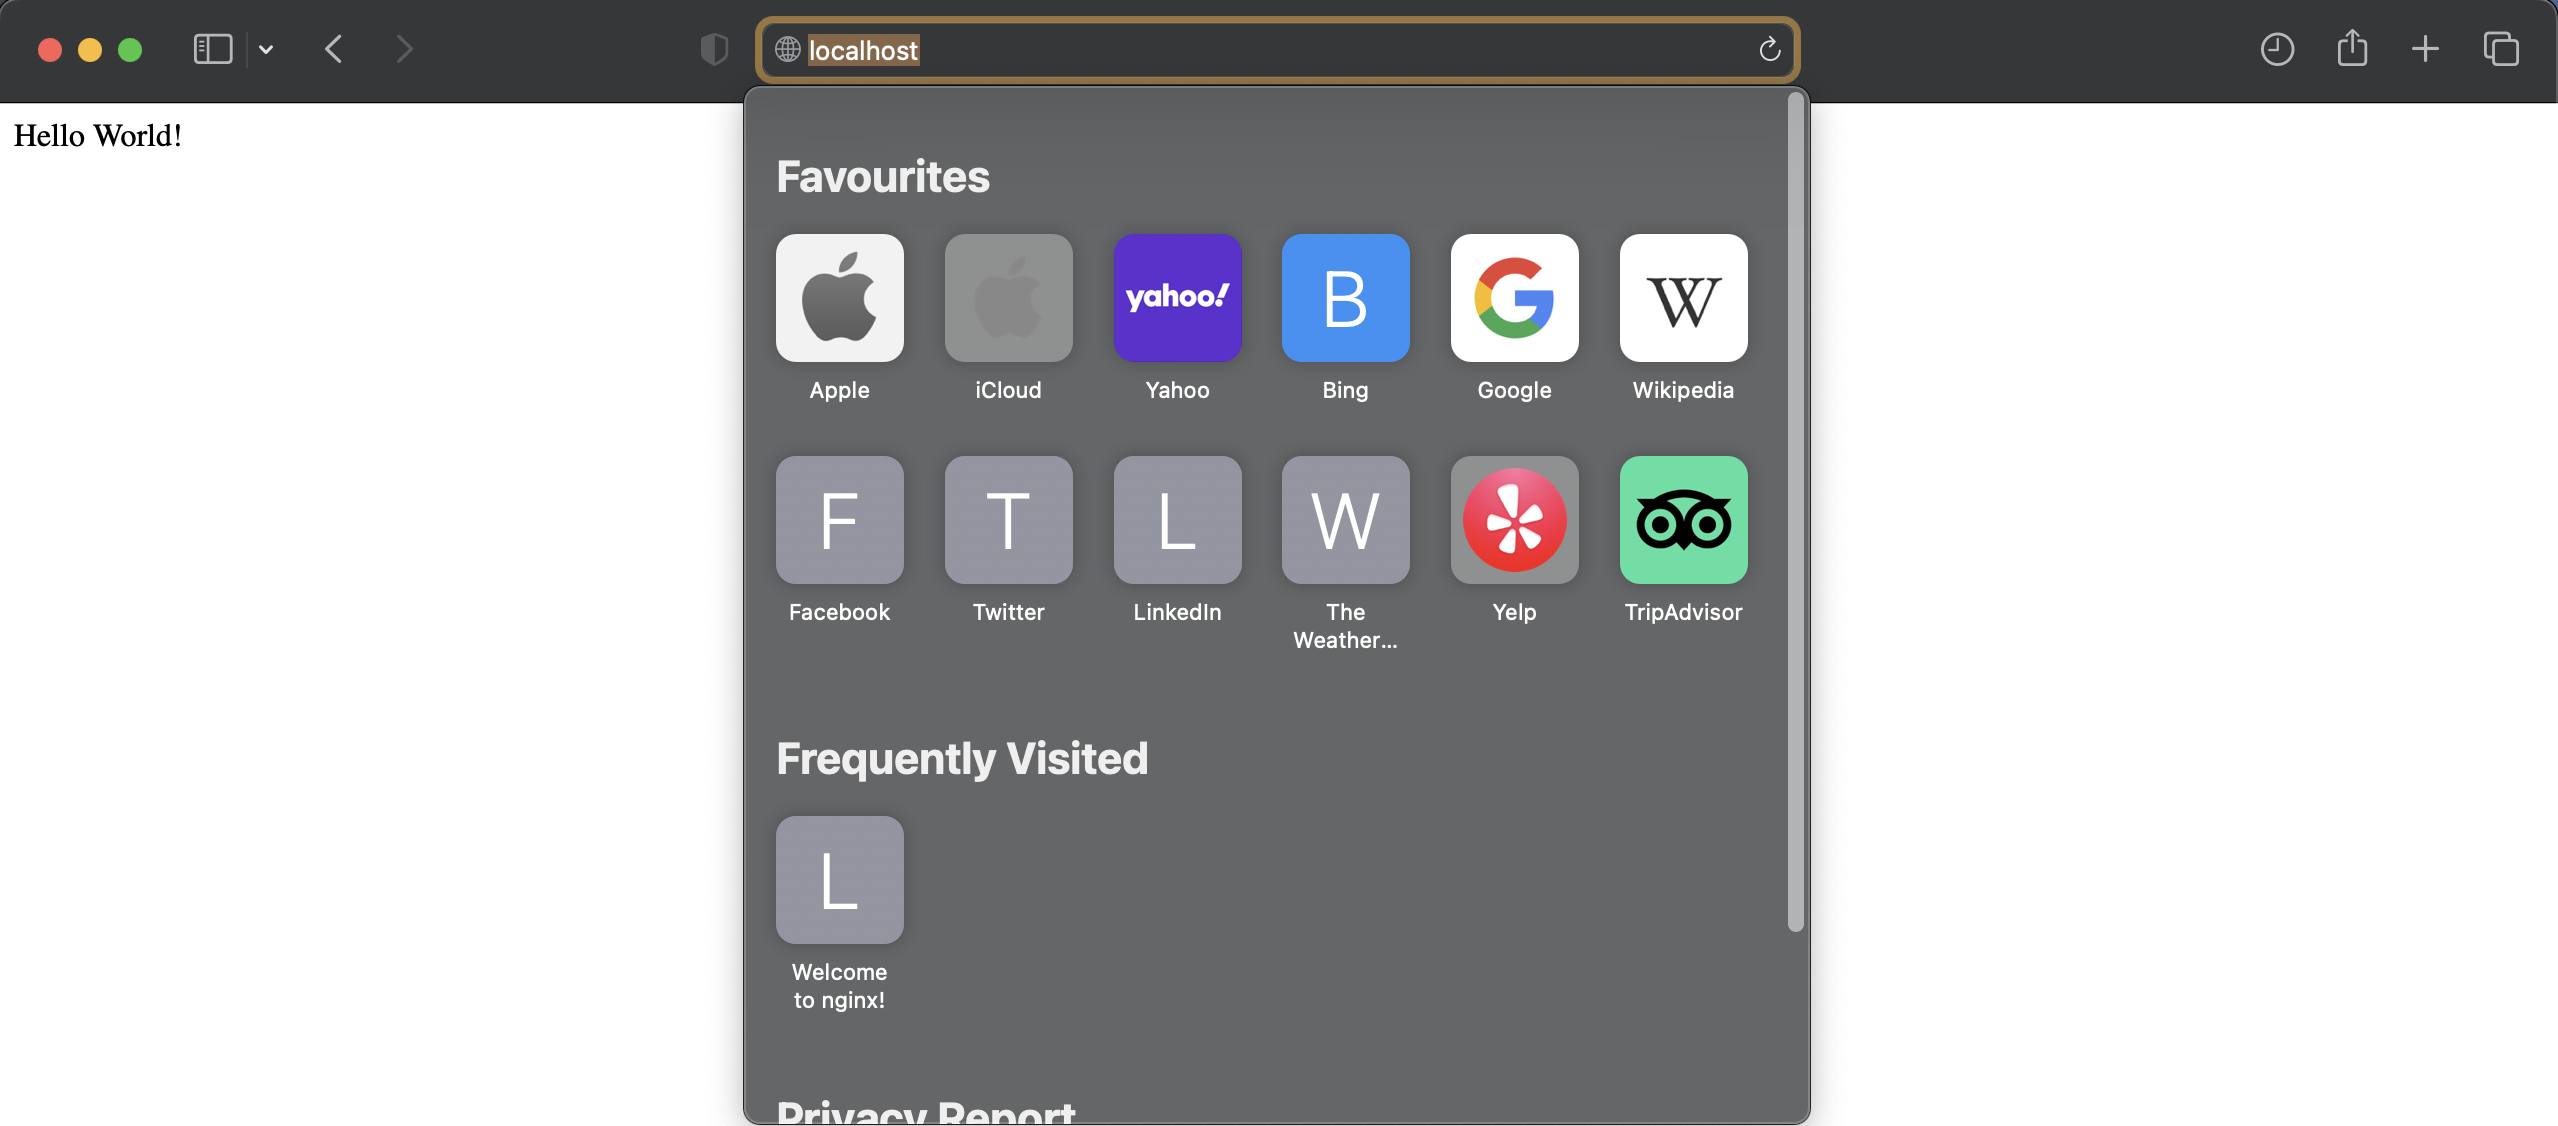 localhost
Hello World!
Favourites
yahoo!
B
G
W
Apple
iCloud
Yahoo
Bing
Google
Wikipedia
F
T
L
W
Facebook
Twitter
LinkedIn
The
Weather...
Yelp
TripAdvisor
Frequently Visited
L
Welcome
to nginx!
Privacy Report